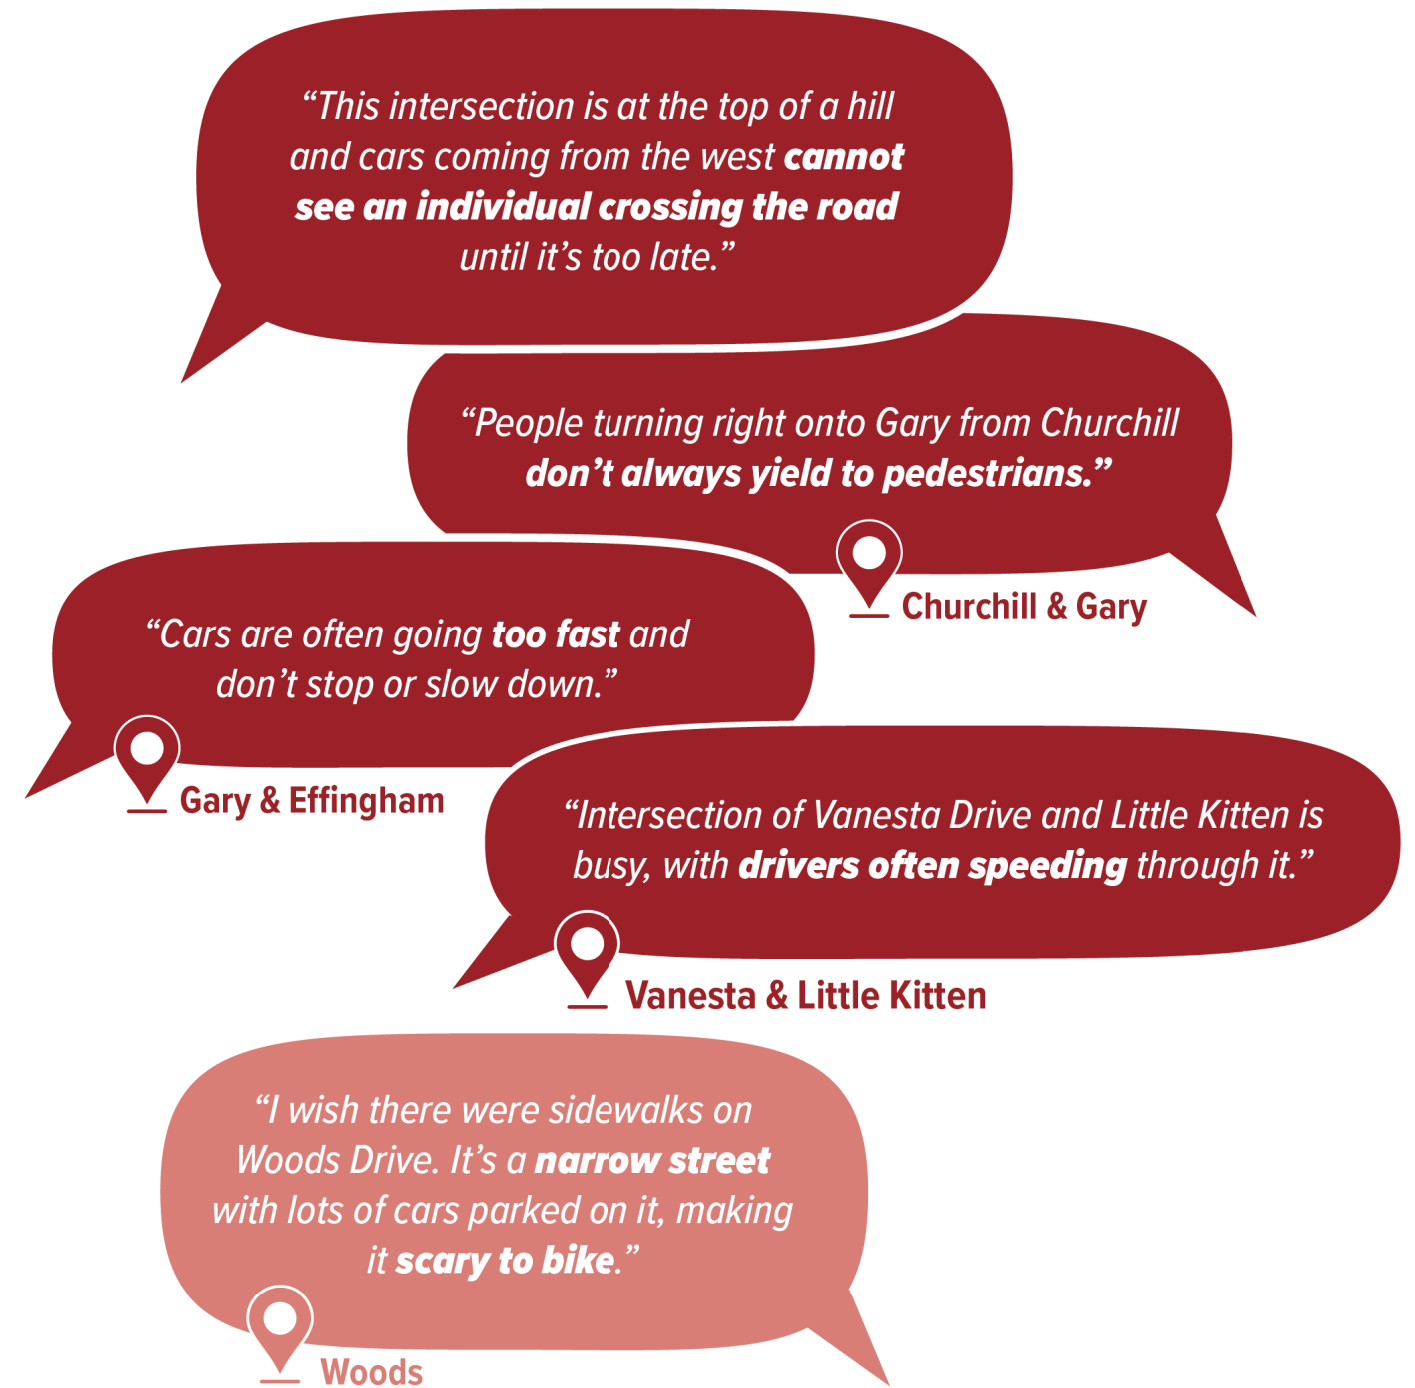 “This intersection is at the top of a hill
and cars coming from the west cannot
see an individual crossing the road
until it’s too late.”
“People turning right onto Gary from Churchill
don’t always yield to pedestrians.”
Churchill & Gary
“Cars are often going too fast and
don’t stop or slow down.”
Gary & Effingham
“Intersection of Vanesta Drive and Little Kitten is
busy, with drivers often speeding through it.”
Vanesta & Little Kitten
“I wish there were sidewalks on
Woods Drive. It’s a narrow street
with lots of cars parked on it, making
it scary to bike.”
Woods